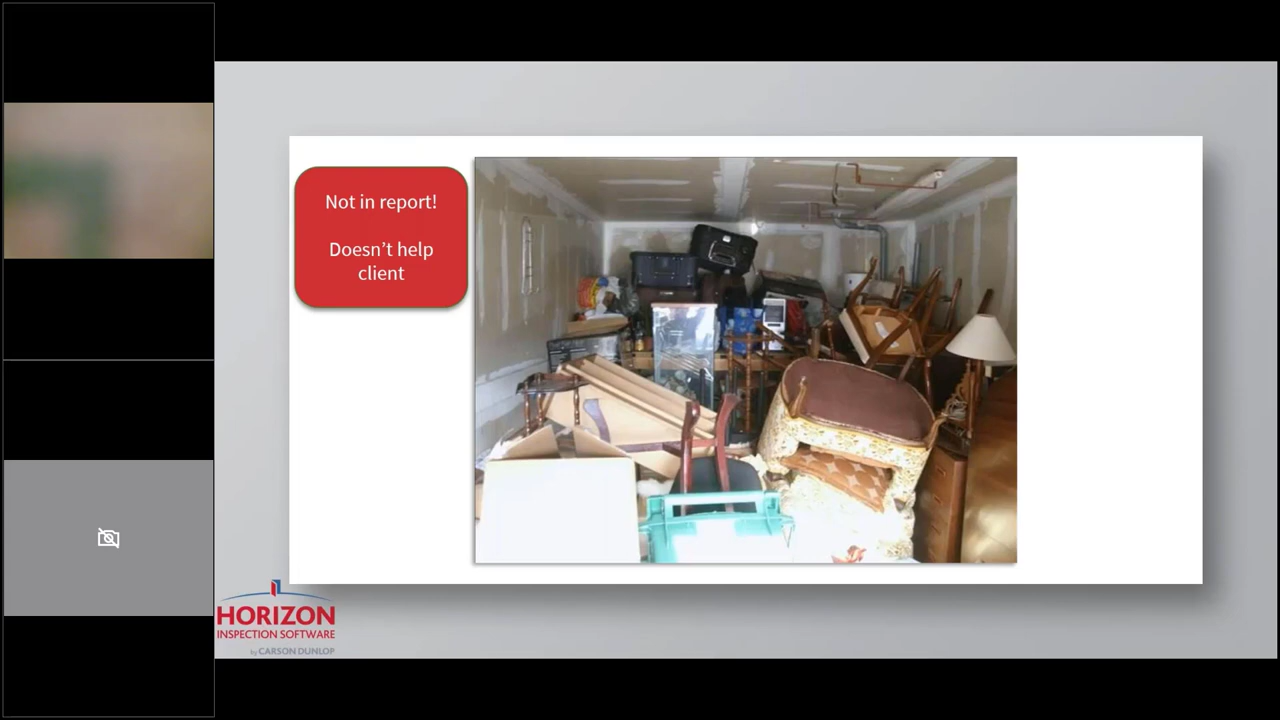 Not in report!
Doesn’t help
client
HORIZON
INSPECTION SOFTWARE
by CARSON DUNLOP